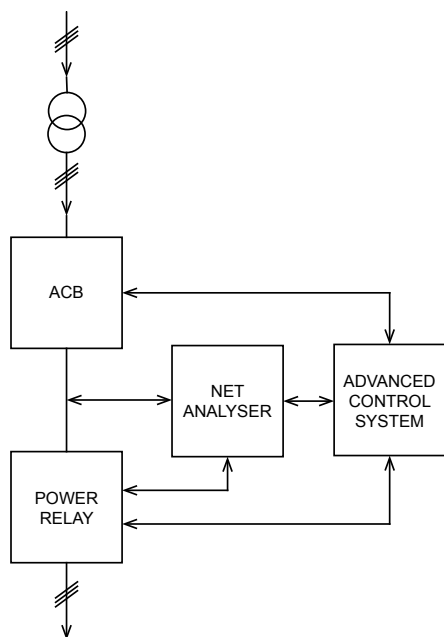 ACB
NET
ANALYSER
ADVANCED
CONTROL
SYSTEM
POWER
RELAY